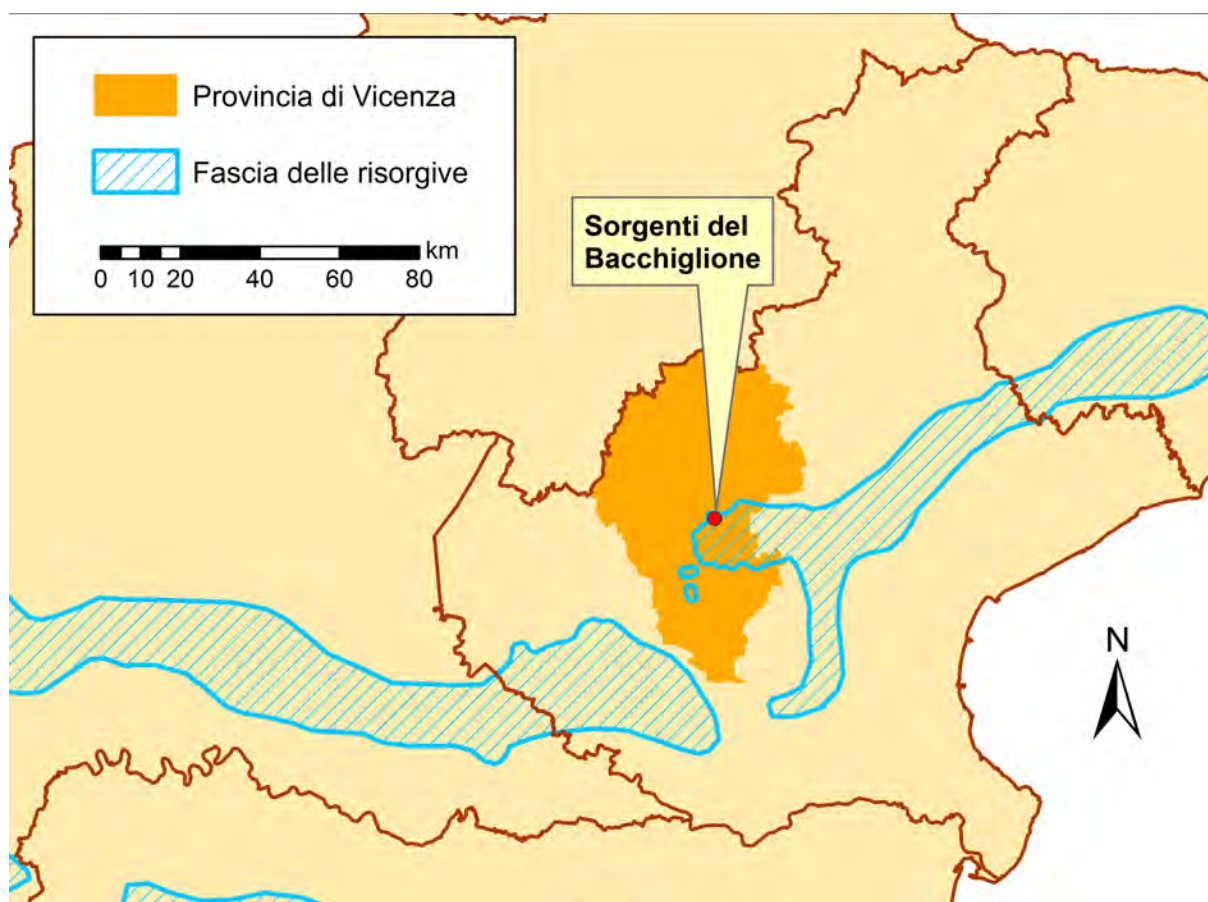 Provincia di Vicenza
Fascia delle risorgive
km
0 10 20 40 60 80
Sorgenti del
Bacchiglione
N